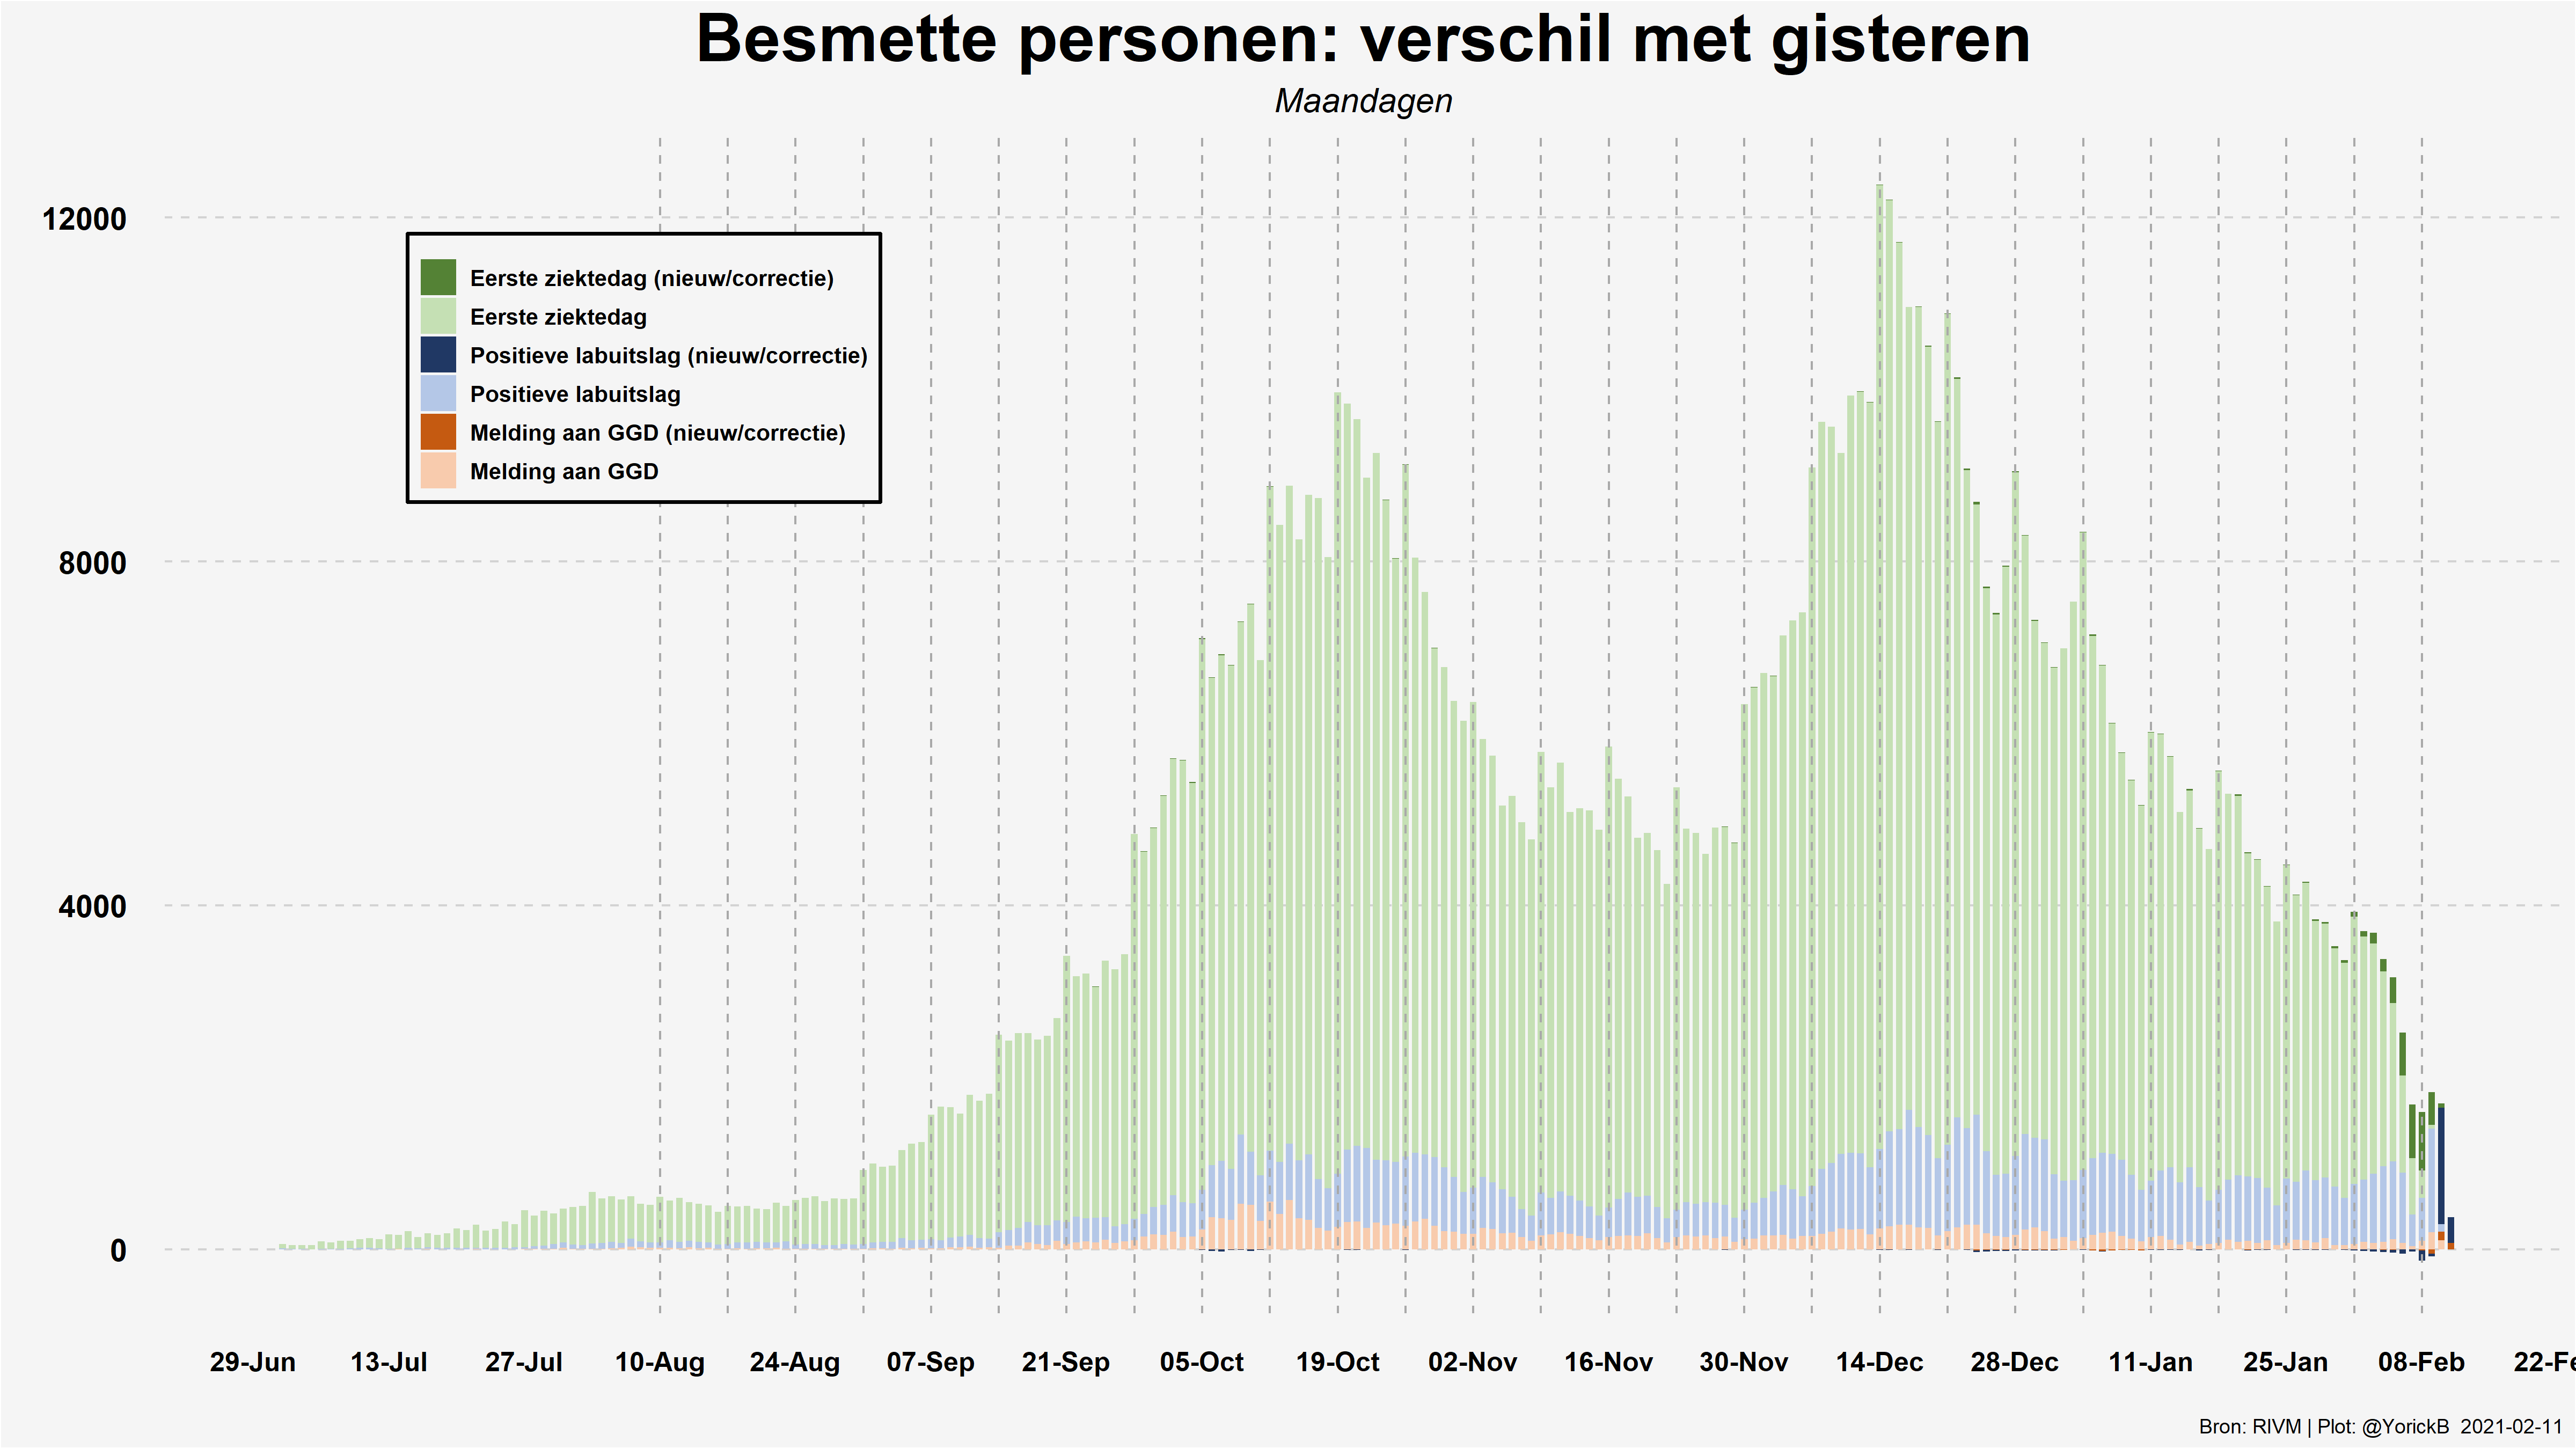 Besmette personen: verschil met gisteren
Maandagen
12000
8000
4000
0
Eerste ziektedag (nieuw/correctie)
Eerste ziektedag
Positieve labuitslag (nieuw/correctie)
Positieve labuitslag
Melding aan GGD (nieuw/correctie)
Melding aan GGD
29-Jun 13-Jul 27-Jul 10-Aug 24-Aug 07-Sep 21-Sep 05-Oct 19-Oct 02-Nov 16-Nov 30-Nov 14-Dec 28-Dec 11-Jan 25-Jan 08-Feb 22-Fe
Bron: RIVM | Plot: @YorickB 2021-02-11